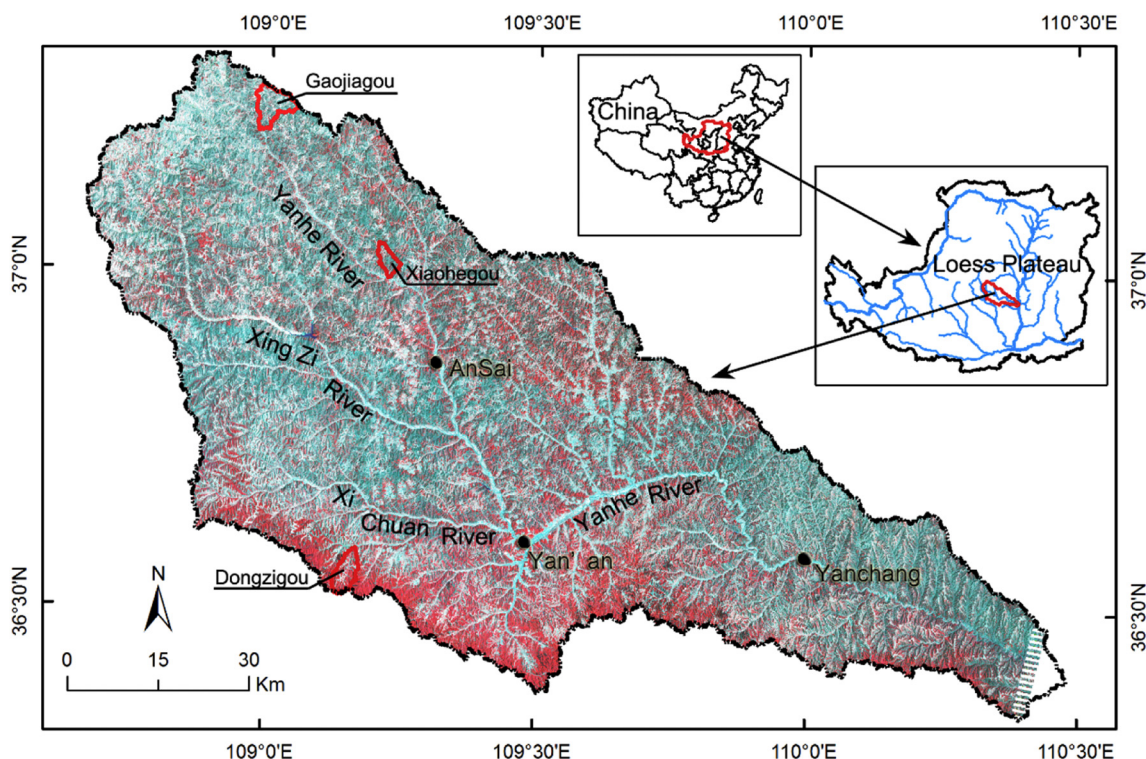 109°0'E
109°30'E
110°0'E
110°30'E
Gaojiagou
China
Yanhe River
37°0'N
Xiaohegou
Loess Plateau
37°0'N
Xing Zi
River
AnSai
Xi
Chuan River
Yanhe River
Yan' an
Yanchang
Dongzigou
36°30'N
36°30'N
N
0
15
30
Km
109°0'E
109°30'E
110°0'E
110°30'E